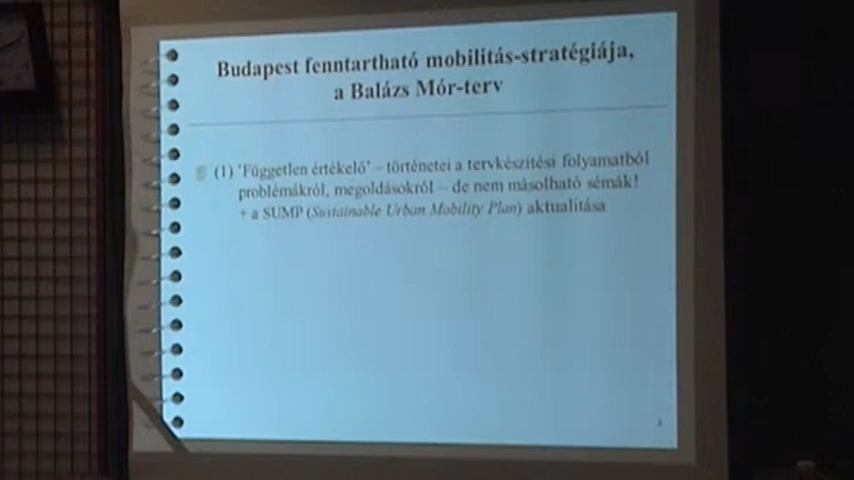 Budapest fenntartható mobilitás-stratégiája,
a Balázs Mór-terv
(1) 'Független értékelő' – történetei a tervkészítési folyamatból
problémákról, megoldásokról – de nem másolható sémák!
+ a SUMP (Sustainable Urban Mobility Plan) aktualitása